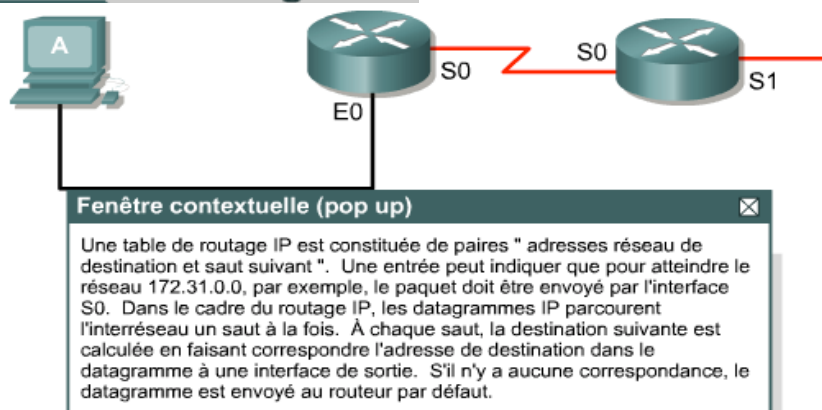 A
S0
S0
S1
E0
Fenêtre contextuelle (pop up)
Une table de routage IP est constituée de paires " adresses réseau de
destination et saut suivant ".  Une entrée peut indiquer que pour atteindre le
réseau 172.31.0.0, par exemple, le paquet doit être envoyé par l'interface
S0.  Dans le cadre du routage IP, les datagrammes IP parcourent
l'interréseau un saut à la fois.  À chaque saut, la destination suivante est
calculée en faisant correspondre l'adresse de destination dans le
datagramme à une interface de sortie.  S'il n'y a aucune correspondance, le
datagramme est envoyé au routeur par défaut.